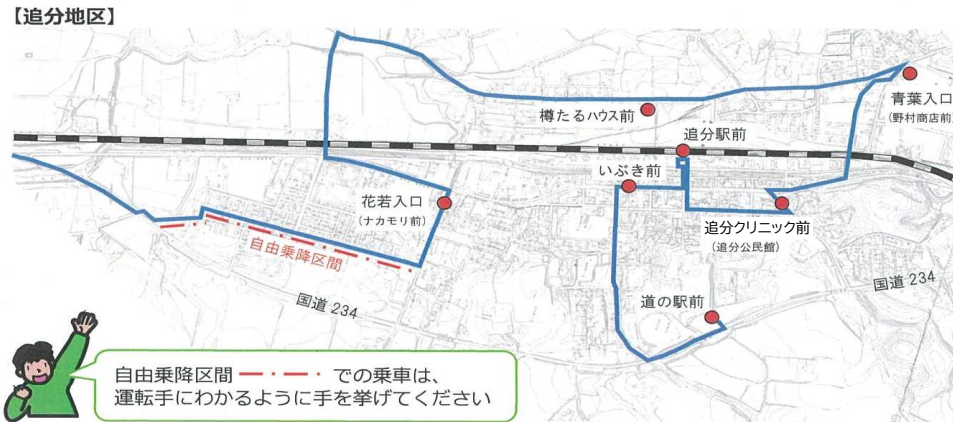 【追分地区】
樽たるハウス前
青葉入口
(野村商店前)
追分駅前
いぶき前
花若入口
(ナカモリ前)
追分クリニック前
(追分公民館)
自由乗降区間
国道 234
道の駅前
国道 234
自由乗降区間 での乗車は、
運転手にわかるように手を挙げてください